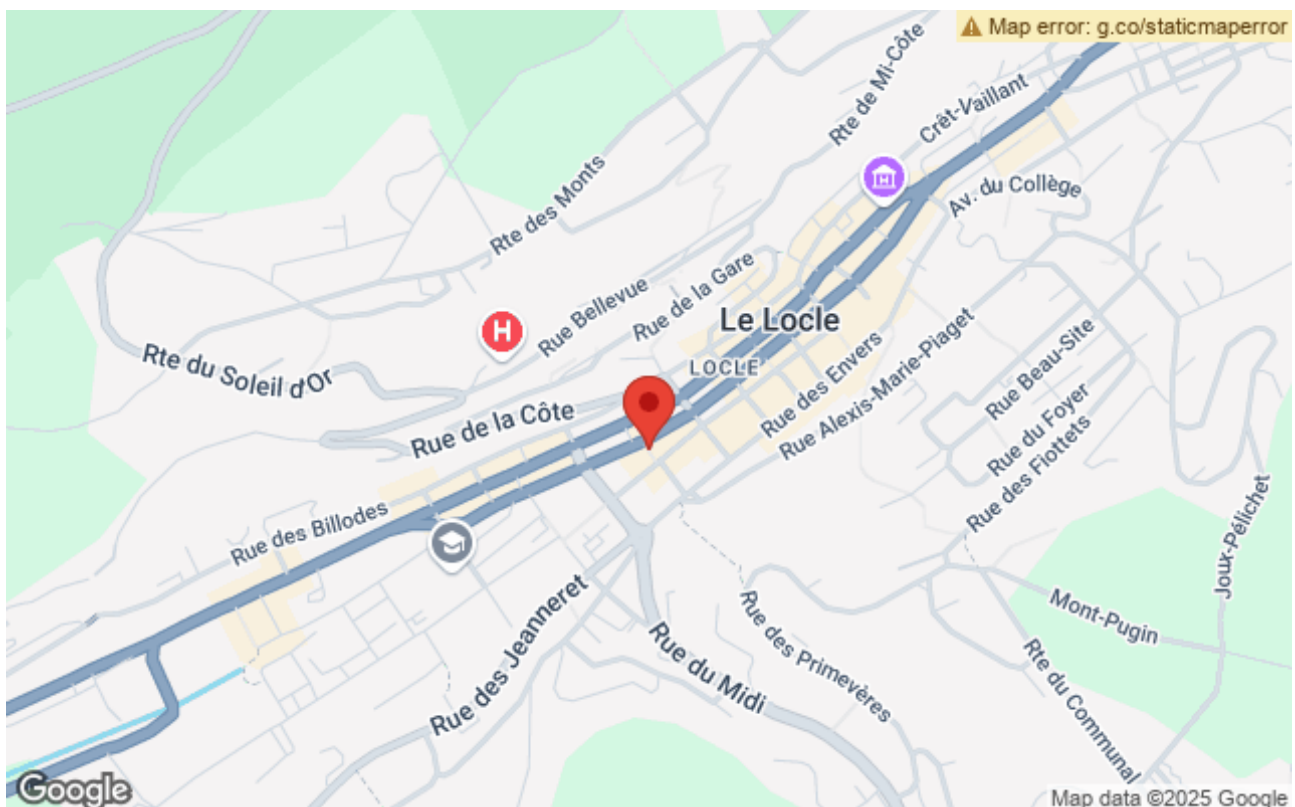 Map error: g.co/staticmaperror
Rte de Mi-Côte
Crêt-Vaillant
Rte des Monts
Av. du Collège
Rue Bellevue
Rue de la Gare
H
Le Locle
Rte du Soleil d'Or
LOCLE
Rue des Envers
Rue Alexis-Marie-Piaget
Rue Beau-Site
Rue de la Côte
Rue du Foyer
Rue des Fiottets
Rue des Billodes
Joux-Pélichet
Rue des Jeanneret
Rue des Primevères
Mont-Pugin
Rue du Midi
Rte du Communal
Google
Map data ©2025 Google